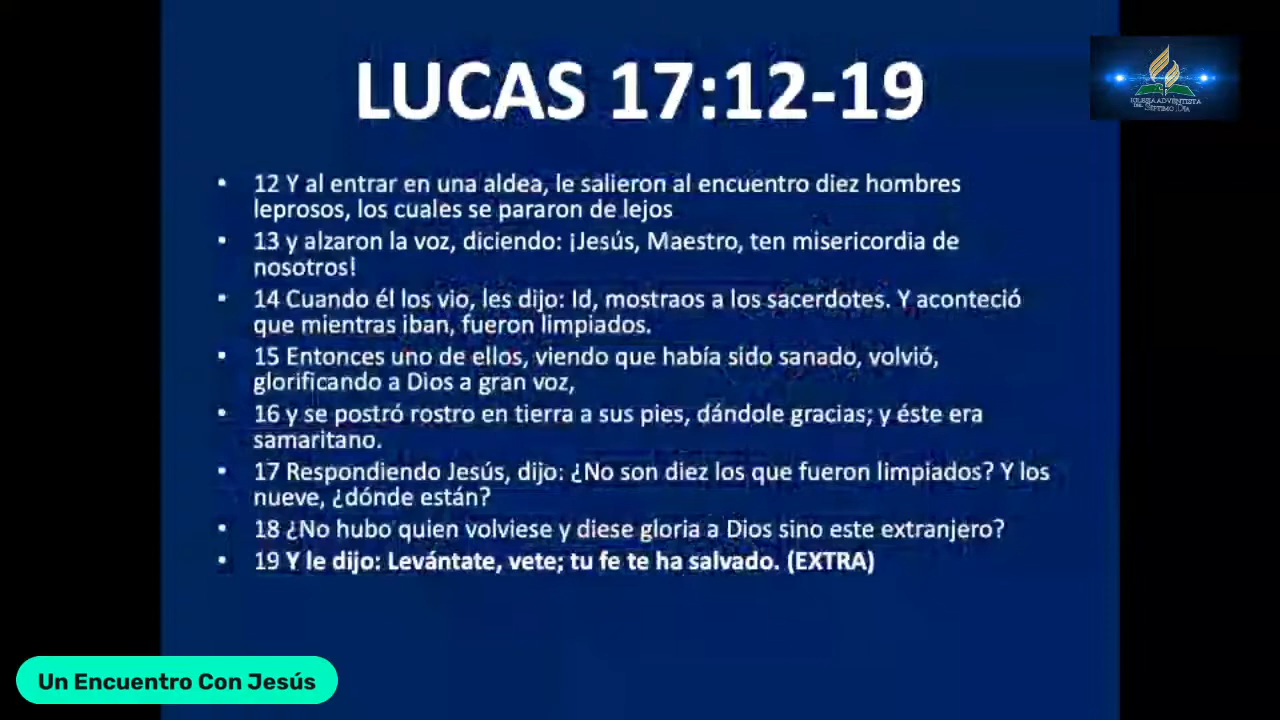 LUCAS 17:12-19
IGLESIA ADVENTISTA
DEL SÉPTIMO DÍA
• 12 Y al entrar en una aldea, le salieron al encuentro diez hombres
leprosos, los cuales se pararon de lejos
• 13 y alzaron la voz, diciendo: ¡Jesús, Maestro, ten misericordia de
nosotros!
• 14 Cuando él los vio, les dijo: Id, mostraos a los sacerdotes. Y aconteció
que mientras iban, fueron limpiados.
• 15 Entonces uno de ellos, viendo que había sido sanado, volvió,
glorificando a Dios a gran voz,
• 16 y se postró rostro en tierra a sus pies, dándole gracias; y éste era
samaritano.
• 17 Respondiendo Jesús, dijo: ¿No son diez los que fueron limpiados? Y los
nueve, ¿dónde están?
• 18 ¿No hubo quien volviese y diese gloria a Dios sino este extranjero?
• 19 Y le dijo: Levántate, vete; tu fe te ha salvado. (EXTRA)
Un Encuentro Con Jesús